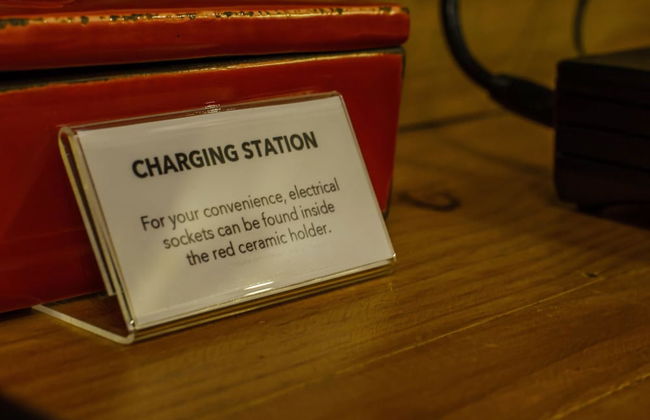 CHARGING STATION
For your convenience, electrical
sockets can be found inside
the red ceramic holder.